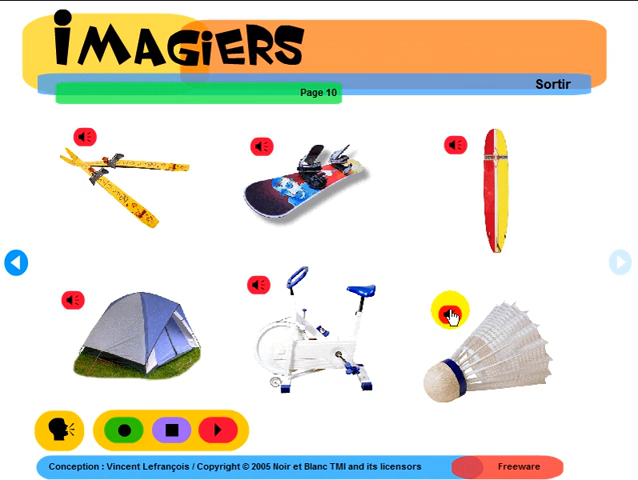 iMAGiERS
Sortir
Page 10
Conception : Vincent Lefrançois / Copyright © 2005 Noir et Blanc TMI and its licensors
Freeware